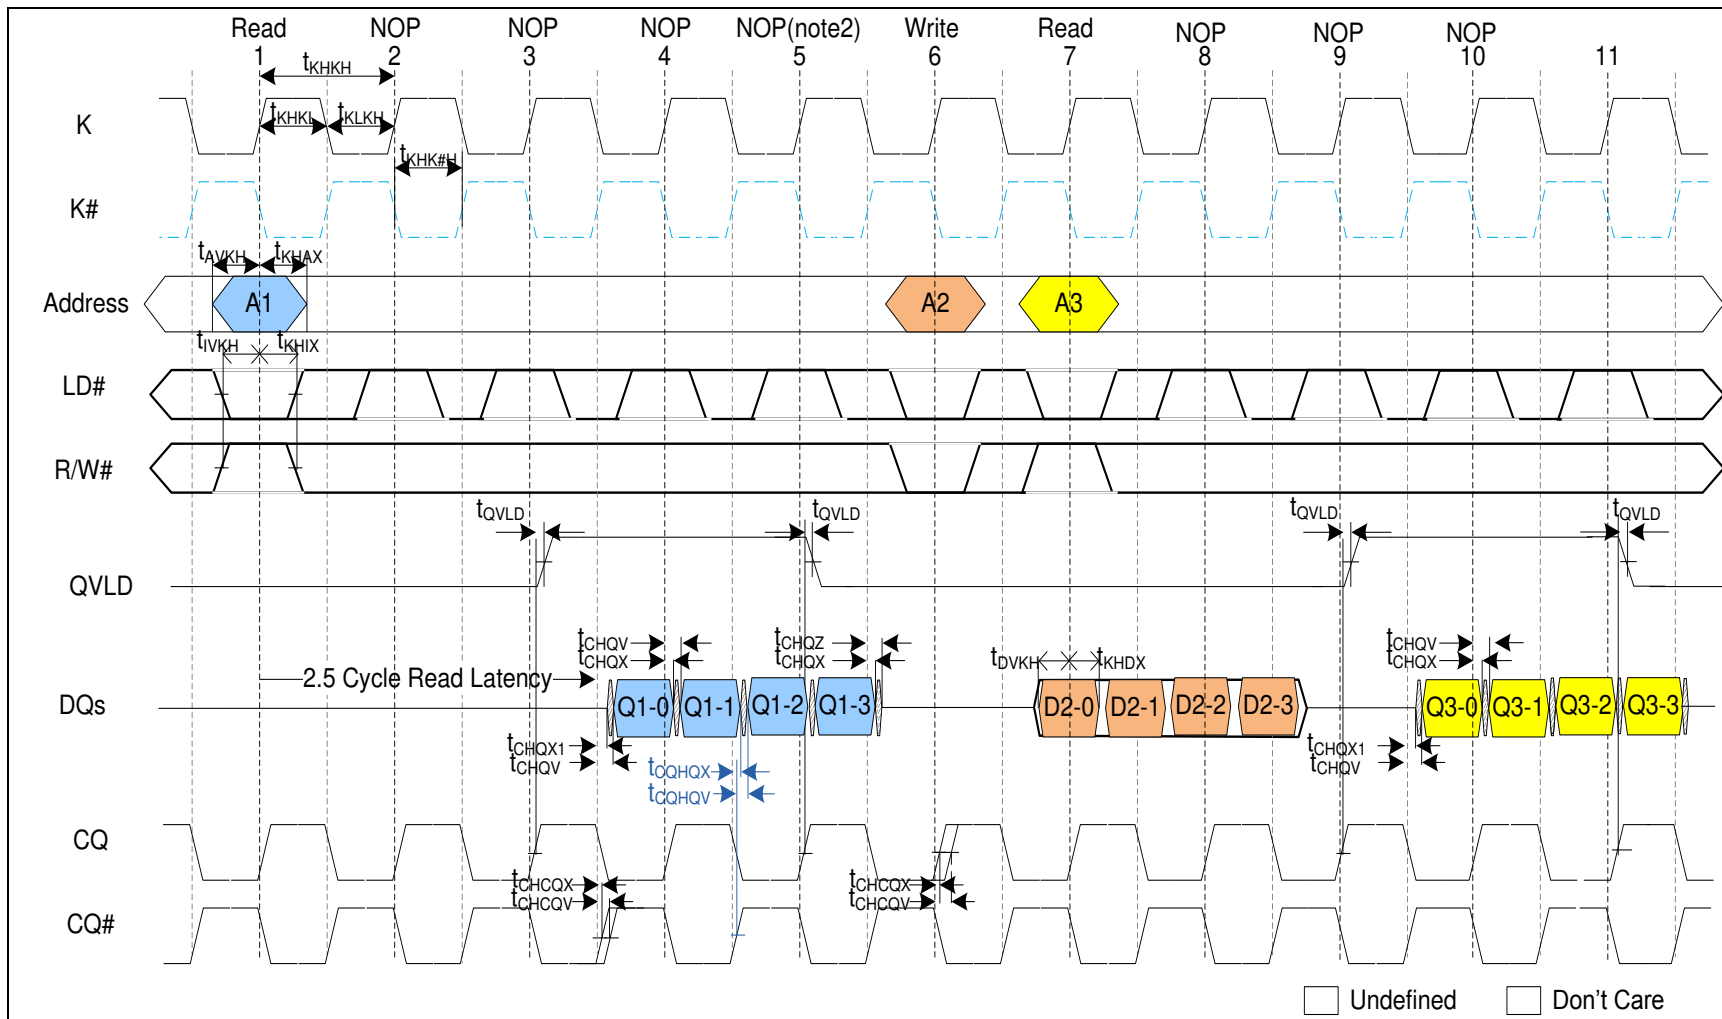 Read NOP NOP NOP(note2) Write Read NOP NOP NOP
1 2 3 4 5 6 7 8 9 10 11
tKHKH
K
tKHKL tKLKH
tKHK#H
K#
tAVKH tKHAX
Address A1 A2 A3
tIVKH tKHIX
LD#
R/W#
tQVLD tQVLD tQVLD tQVLD
QVLD
tCHQV tCHQZ tCHQV
tCHQX tCHQX tDVKH tKHDX tCHQX
2.5 Cycle Read Latency
DQs Q1-0 Q1-1 Q1-2 Q1-3 D2-0 D2-1 D2-2 D2-3 Q3-0 Q3-1 Q3-2 Q3-3
tCHQX1 tCHQX1
tCHQV tCHQV
tCQHQX
tCQHQV
CQ
tCHCQX tCHCQX
tCHCQV tCHCQV
CQ#
Undefined Don't Care